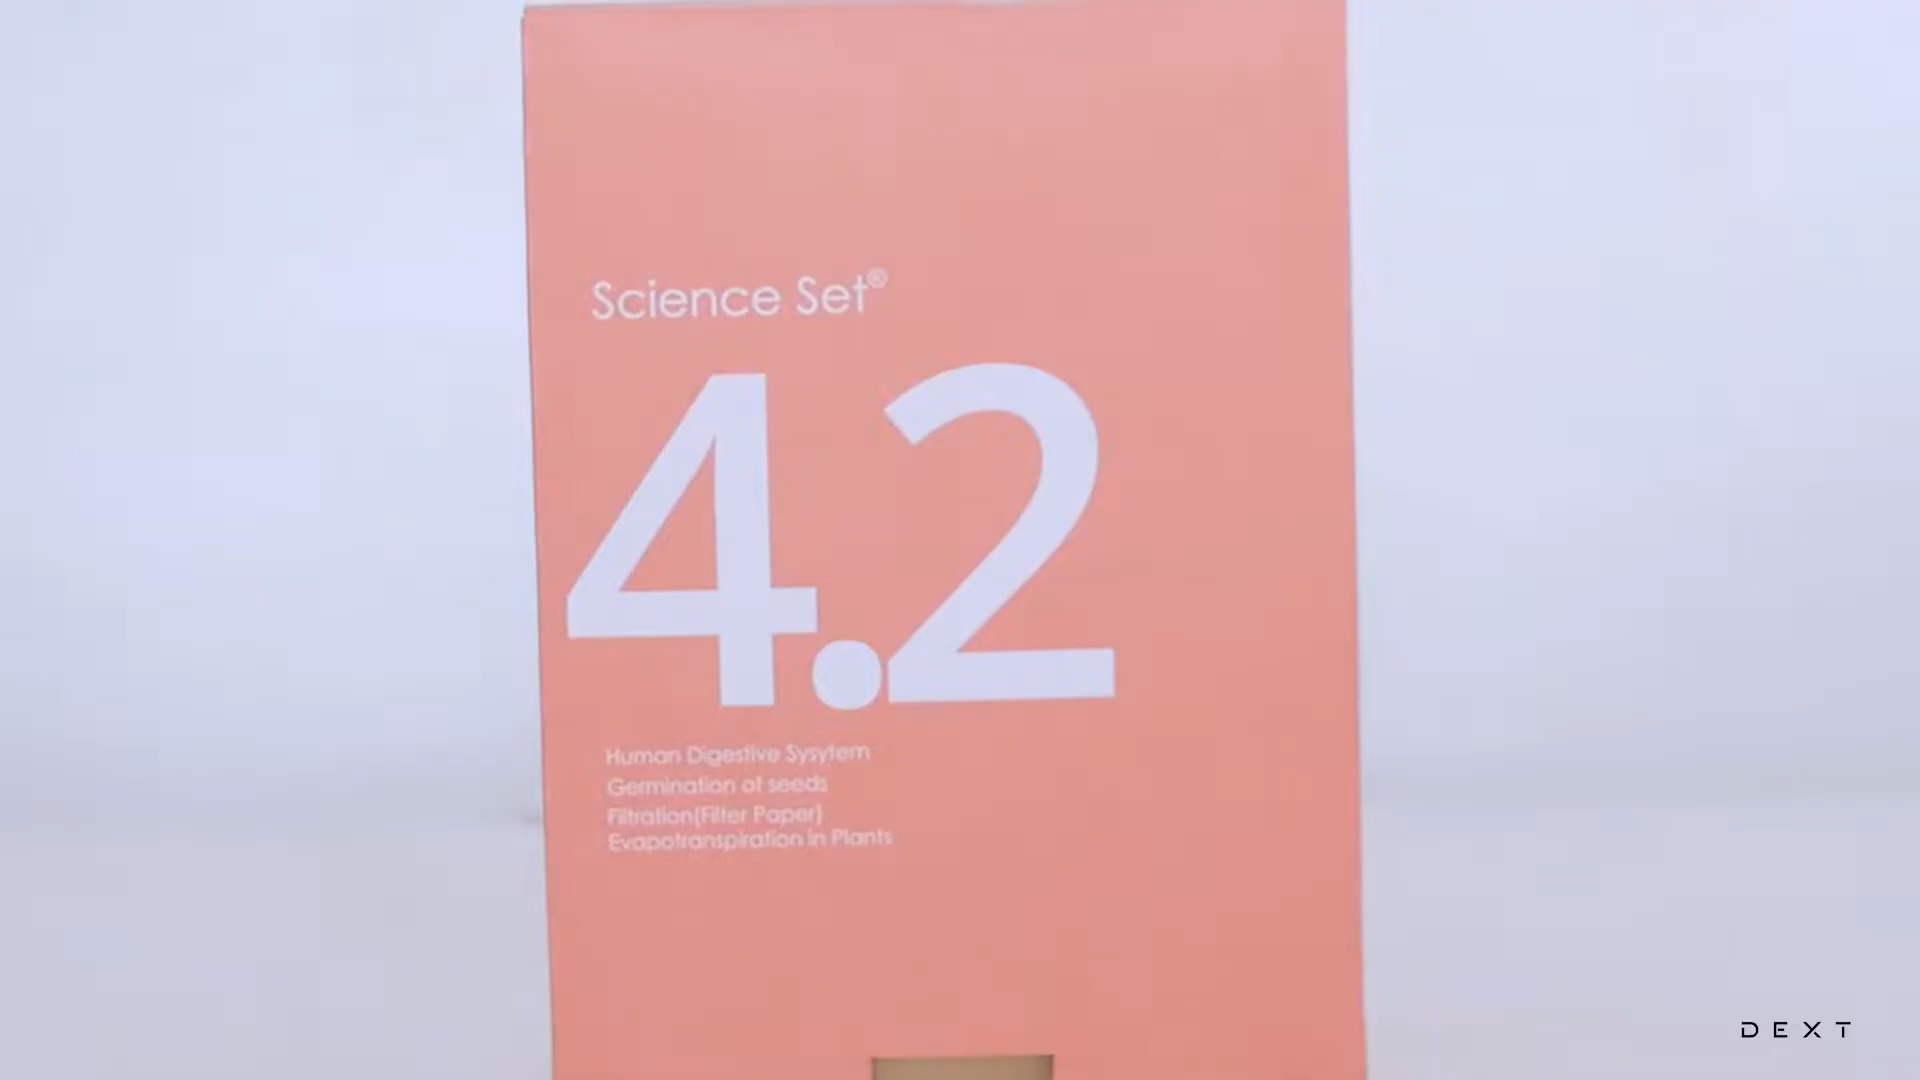 Science Set®
4.2
Human Digestive Sysytem
Germination of seeds
Filtration(Filter Paper)
Evapotranspiration in Plants
DEXT